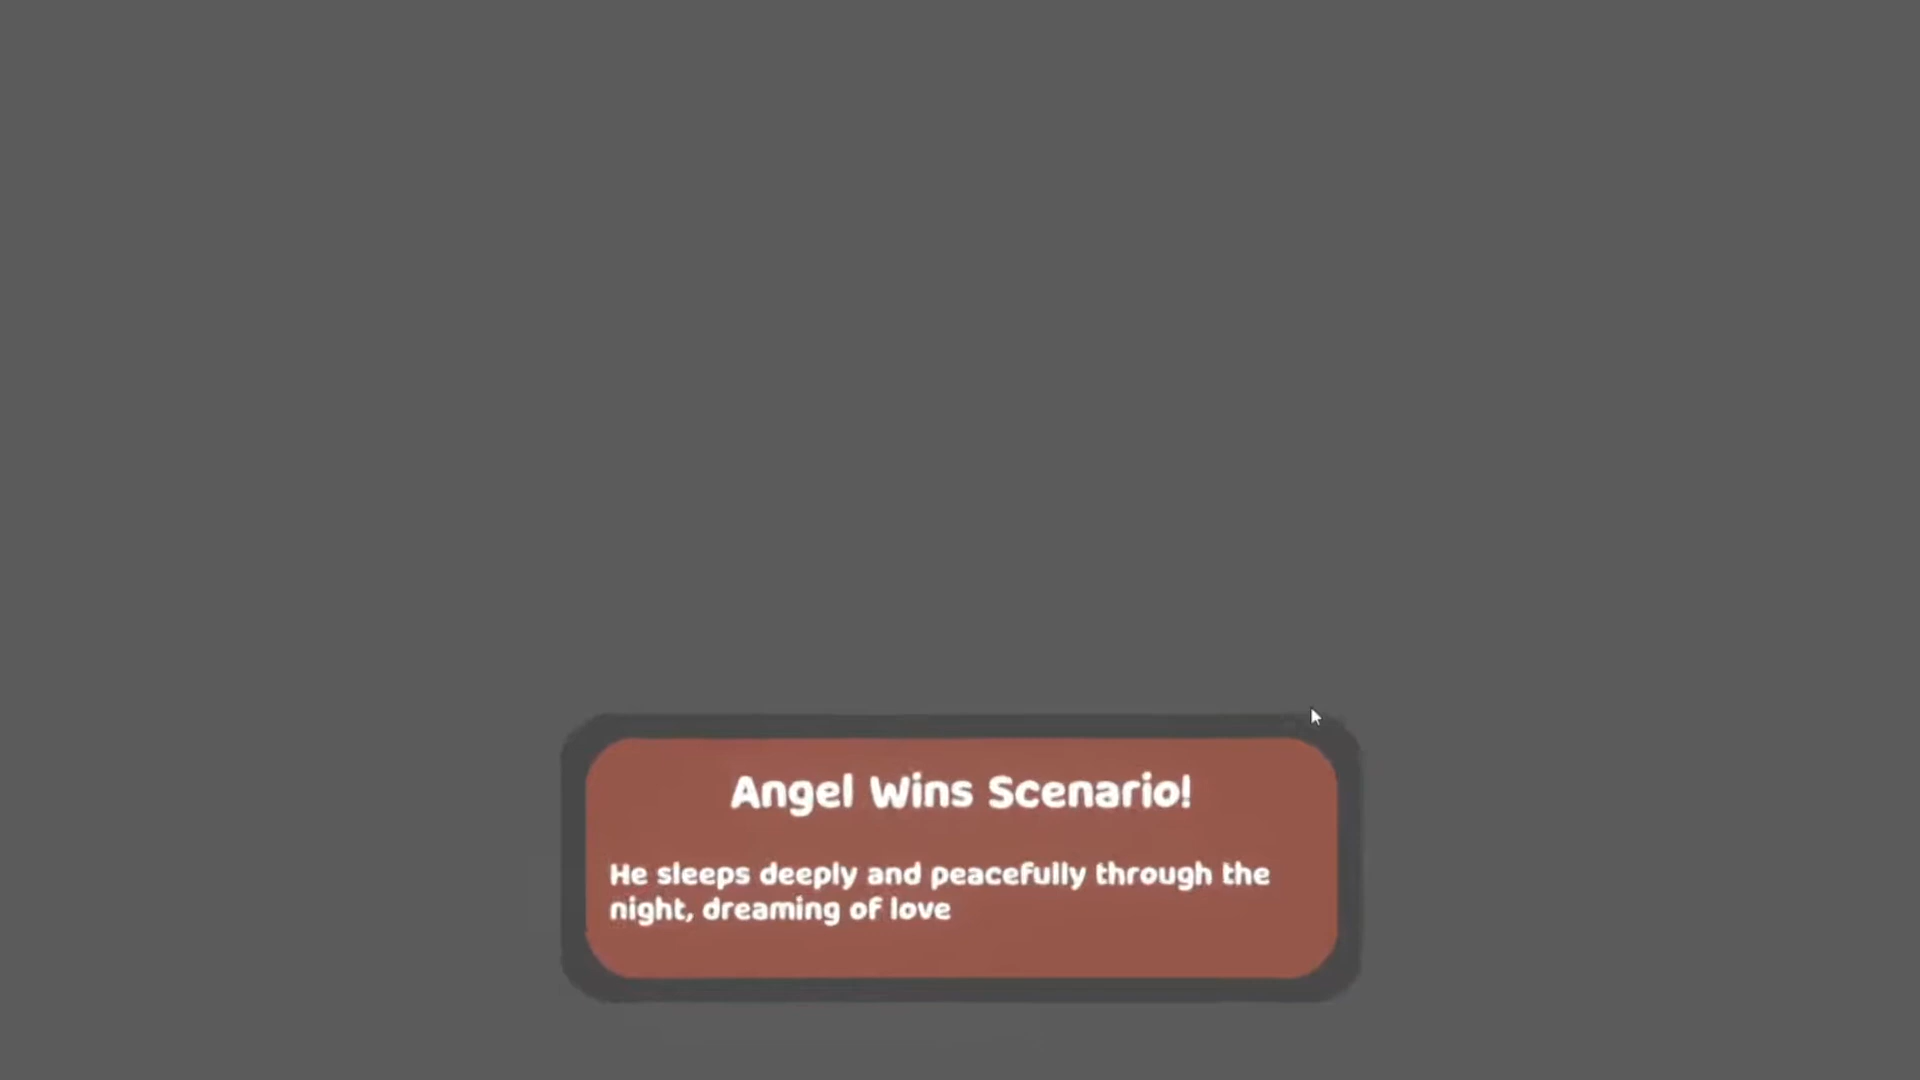 Angel Wins Scenario!
He sleeps deeply and peacefully through the
night, dreaming of love